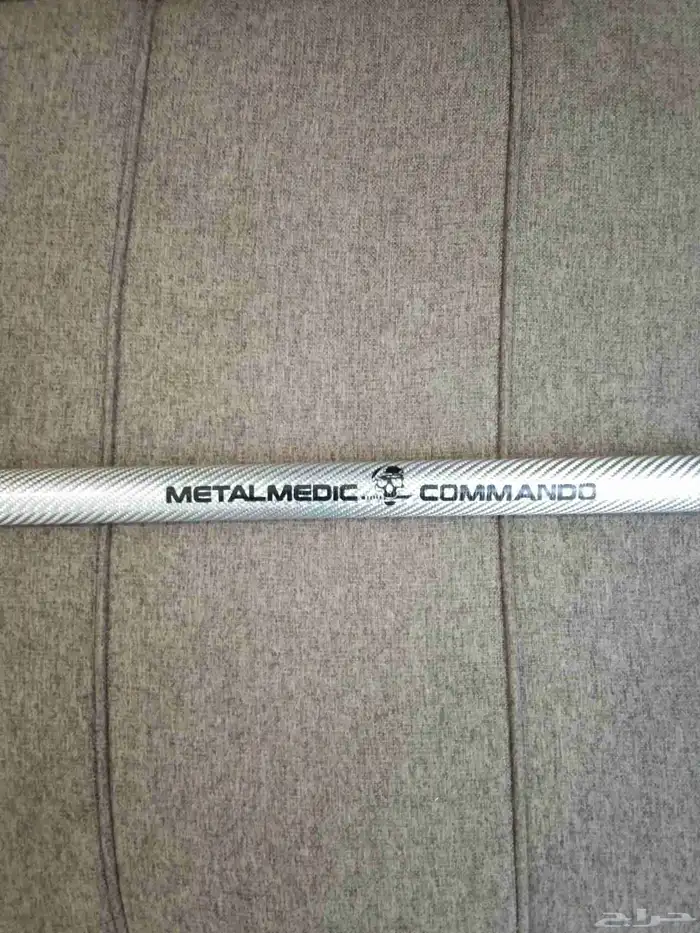 METALMEDIC COMMANDO
حراج